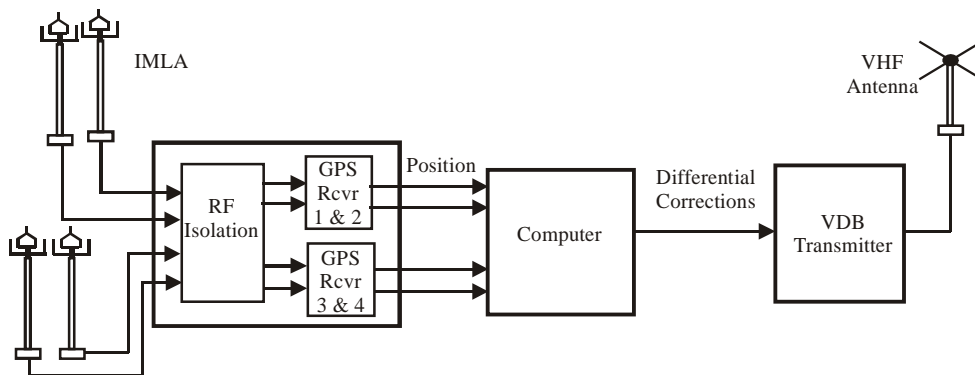 IMLA
VHF
Antenna
RF
Isolation
GPS
Rcvr
1 & 2
GPS
Rcvr
3 & 4
Position
Computer
Differential
Corrections
VDB
Transmitter